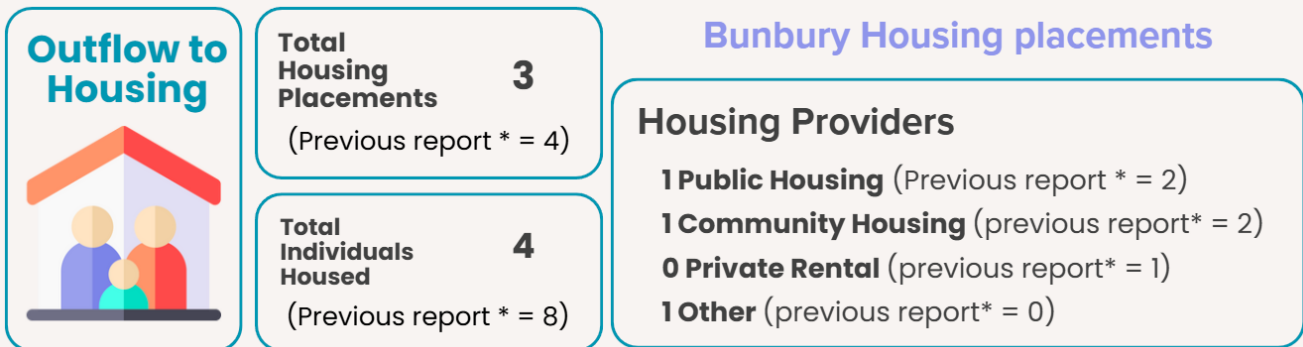 Outflow to
Housing
Total
Housing
Placements
3
(Previous report * = 4)
Total
Individuals
Housed
4
(Previous report * = 8)
Bunbury Housing placements
Housing Providers
1 Public Housing (Previous report * = 2)
1 Community Housing (previous report* = 2)
0 Private Rental (previous report* = 1)
1 Other (previous report* = 0)